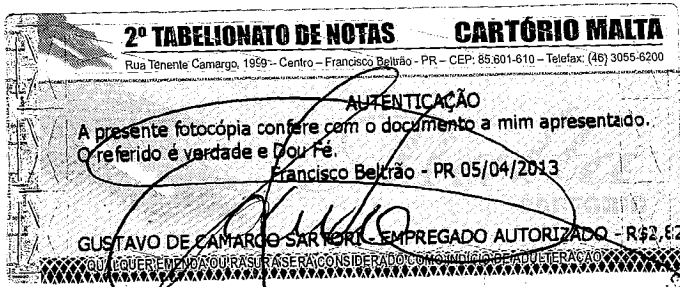 2º TABELIONATO DE NOTAS CARTÓRIO MALTA
Rua Tenente Camargo, 1959 - Centro – Francisco Beltrão - PR – CEP: 85.601-610 – Telefax: (46) 3055-6200
AUTENTICAÇÃO
A presente fotocópia confere com o documento a mim apresentado.
O referido é verdade e Dou Fé.
Francisco Beltrão - PR 05/04/2013
GUSTAVO DE CAMARGO SARTORI - EMPREGADO AUTORIZADO - R$2,82
QUALQUER EMENDA OU RASURA SERÁ CONSIDERADO COMO INDÍCIO DE ADULTERAÇÃO